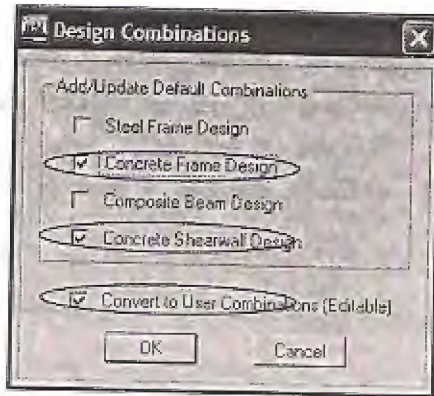 Design Combinations
Add/Update Default Combinations
Steel Frame Design
Concrete Frame Design
Composite Beam Design
Concrete Shearwall Design
Convert to User Combinations (Editable)
OK
Cancel